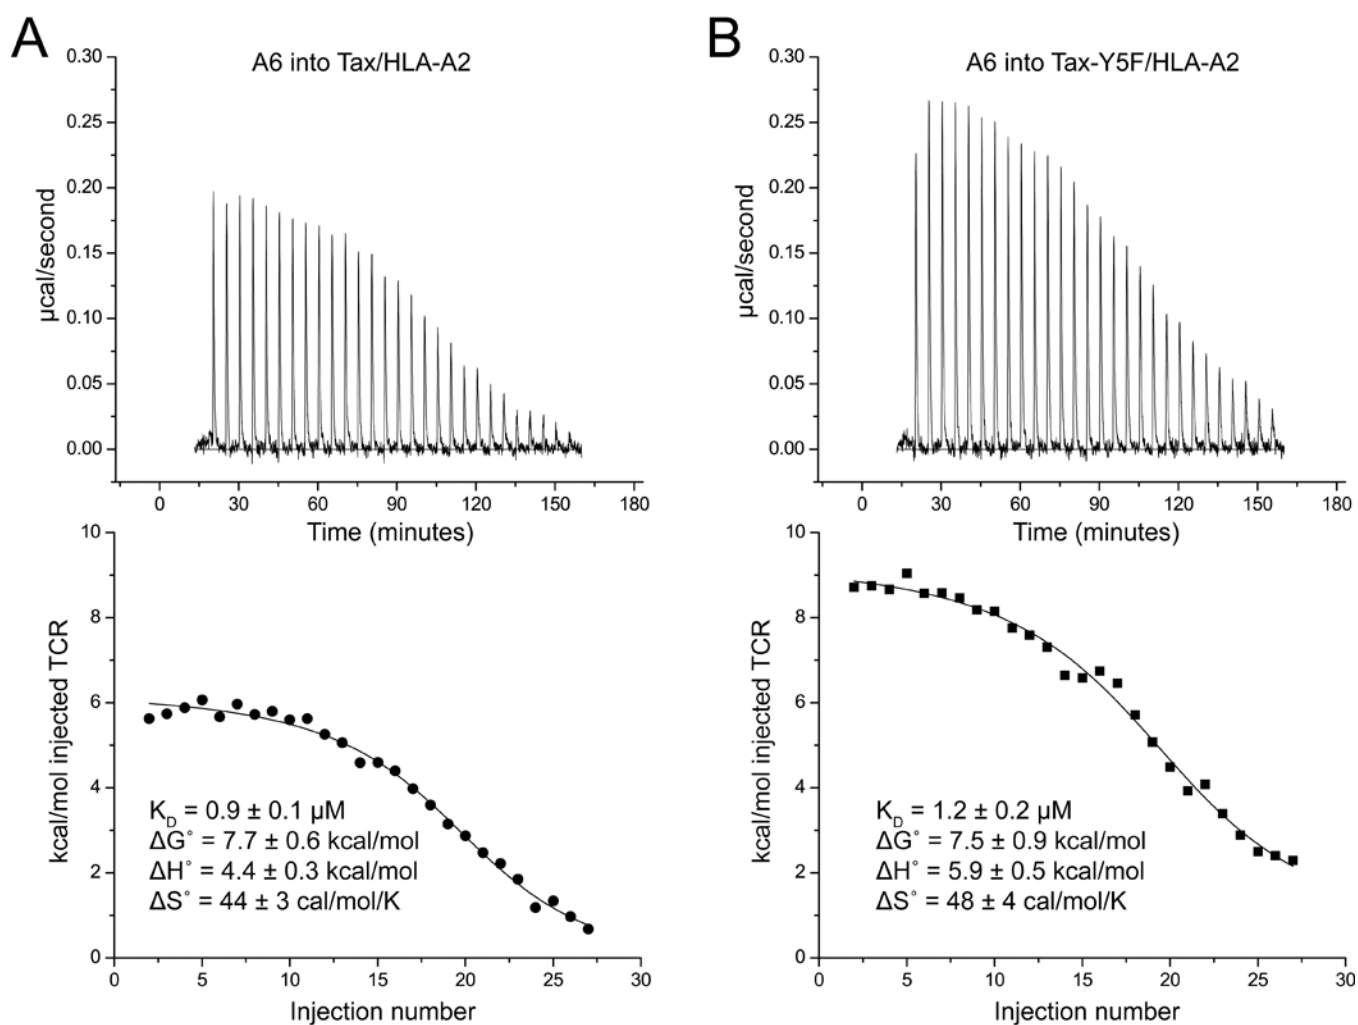 A
A6 into Tax/HLA-A2
0.30
0.25
0.20
0.15
0.10
0.05
0.00
µcal/second
0 30 60 90 120 150 180
Time (minutes)
10
8
6
4
2
0
kcal/mol injected TCR
K_D = 0.9 ± 0.1 µM
ΔG° = 7.7 ± 0.6 kcal/mol
ΔH° = 4.4 ± 0.3 kcal/mol
ΔS° = 44 ± 3 cal/mol/K
0 5 10 15 20 25 30
Injection number
B
A6 into Tax-Y5F/HLA-A2
0.30
0.25
0.20
0.15
0.10
0.05
0.00
µcal/second
0 30 60 90 120 150 180
Time (minutes)
10
8
6
4
2
0
kcal/mol injected TCR
K_D = 1.2 ± 0.2 µM
ΔG° = 7.5 ± 0.9 kcal/mol
ΔH° = 5.9 ± 0.5 kcal/mol
ΔS° = 48 ± 4 cal/mol/K
0 5 10 15 20 25 30
Injection number